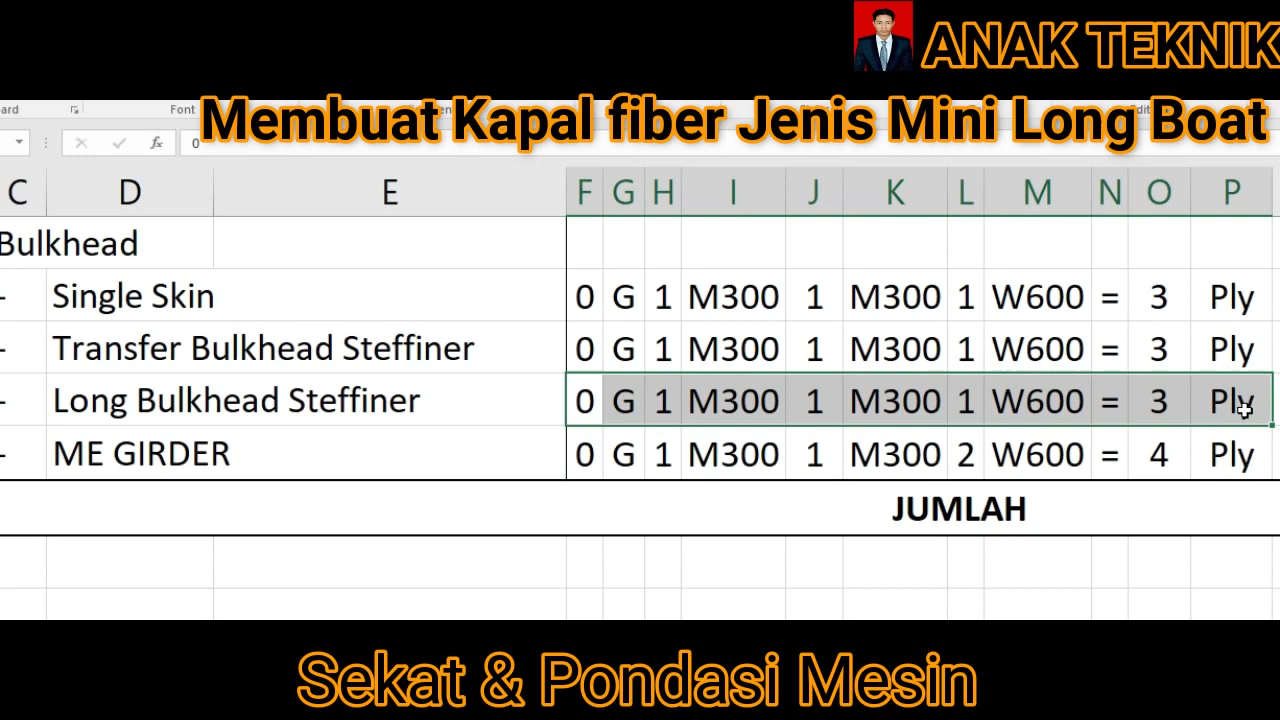 ANAK TEKNIK
Membuat Kapal fiber Jenis Mini Long Boat
Font
fx 0
C D E F G H I J K L M N O P
Bulkhead
- Single Skin 0 G 1 M300 1 M300 1 W600 = 3 Ply
- Transfer Bulkhead Steffiner 0 G 1 M300 1 M300 1 W600 = 3 Ply
- Long Bulkhead Steffiner 0 G 1 M300 1 M300 1 W600 = 3 Ply
- ME GIRDER 0 G 1 M300 1 M300 2 W600 = 4 Ply
JUMLAH
Sekat & Pondasi Mesin